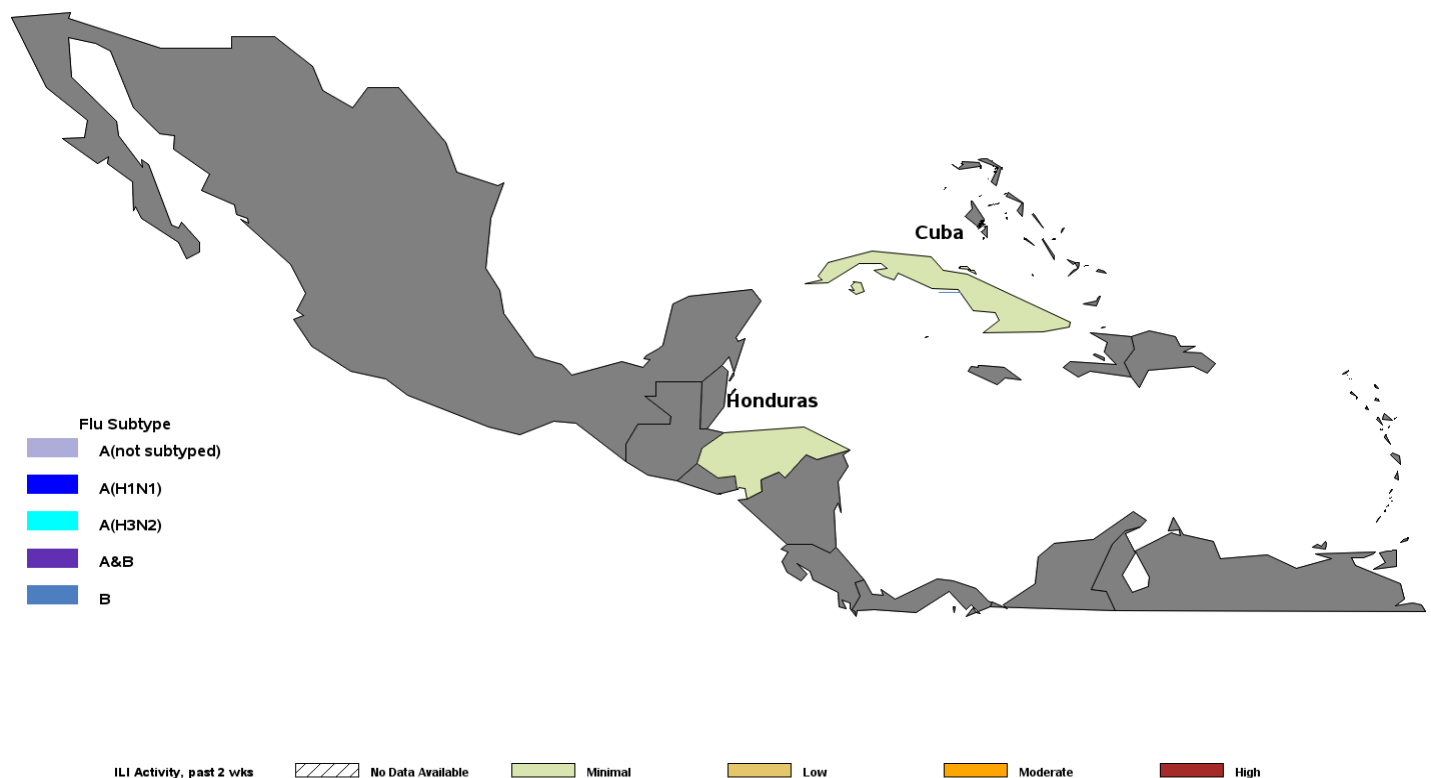 Cuba
Honduras
Flu Subtype
A(not subtyped)
A(H1N1)
A(H3N2)
A&B
B
ILI Activity, past 2 wks No Data Available Minimal Low Moderate High